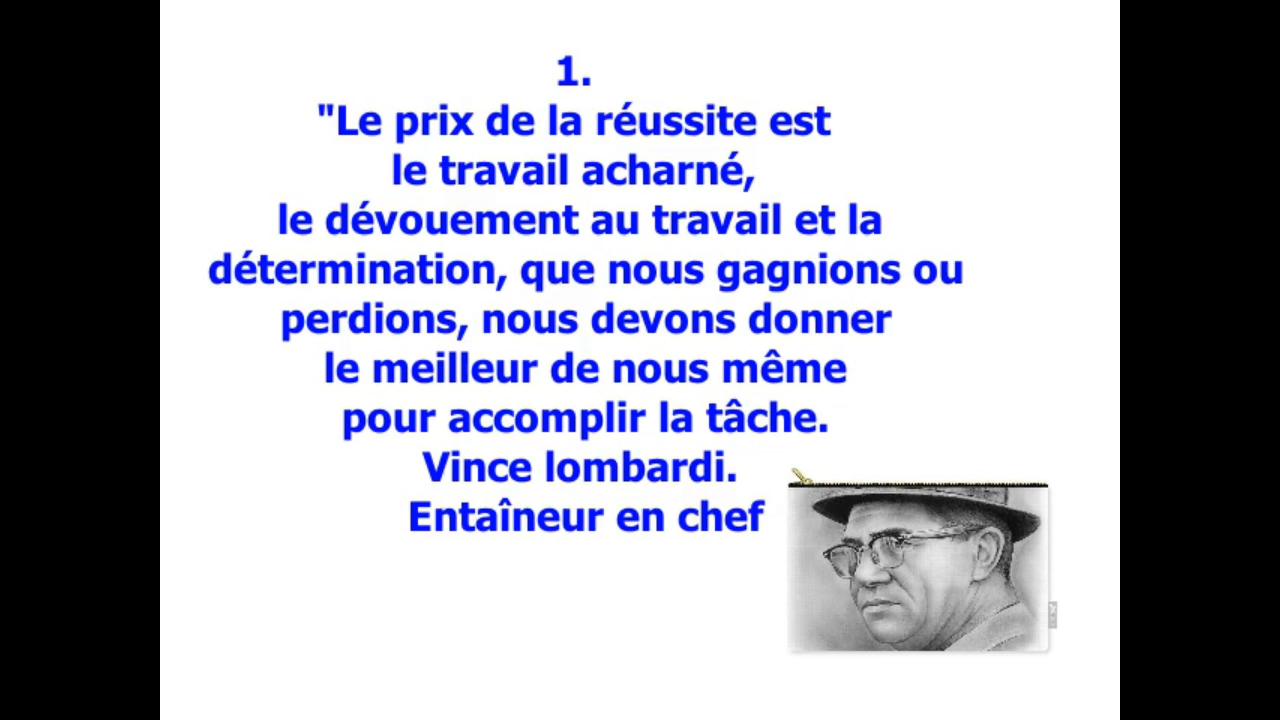 1.
"Le prix de la réussite est
le travail acharné,
le dévouement au travail et la
détermination, que nous gagnions ou
perdions, nous devons donner
le meilleur de nous même
pour accomplir la tâche.
Vince lombardi.
Entaîneur en chef